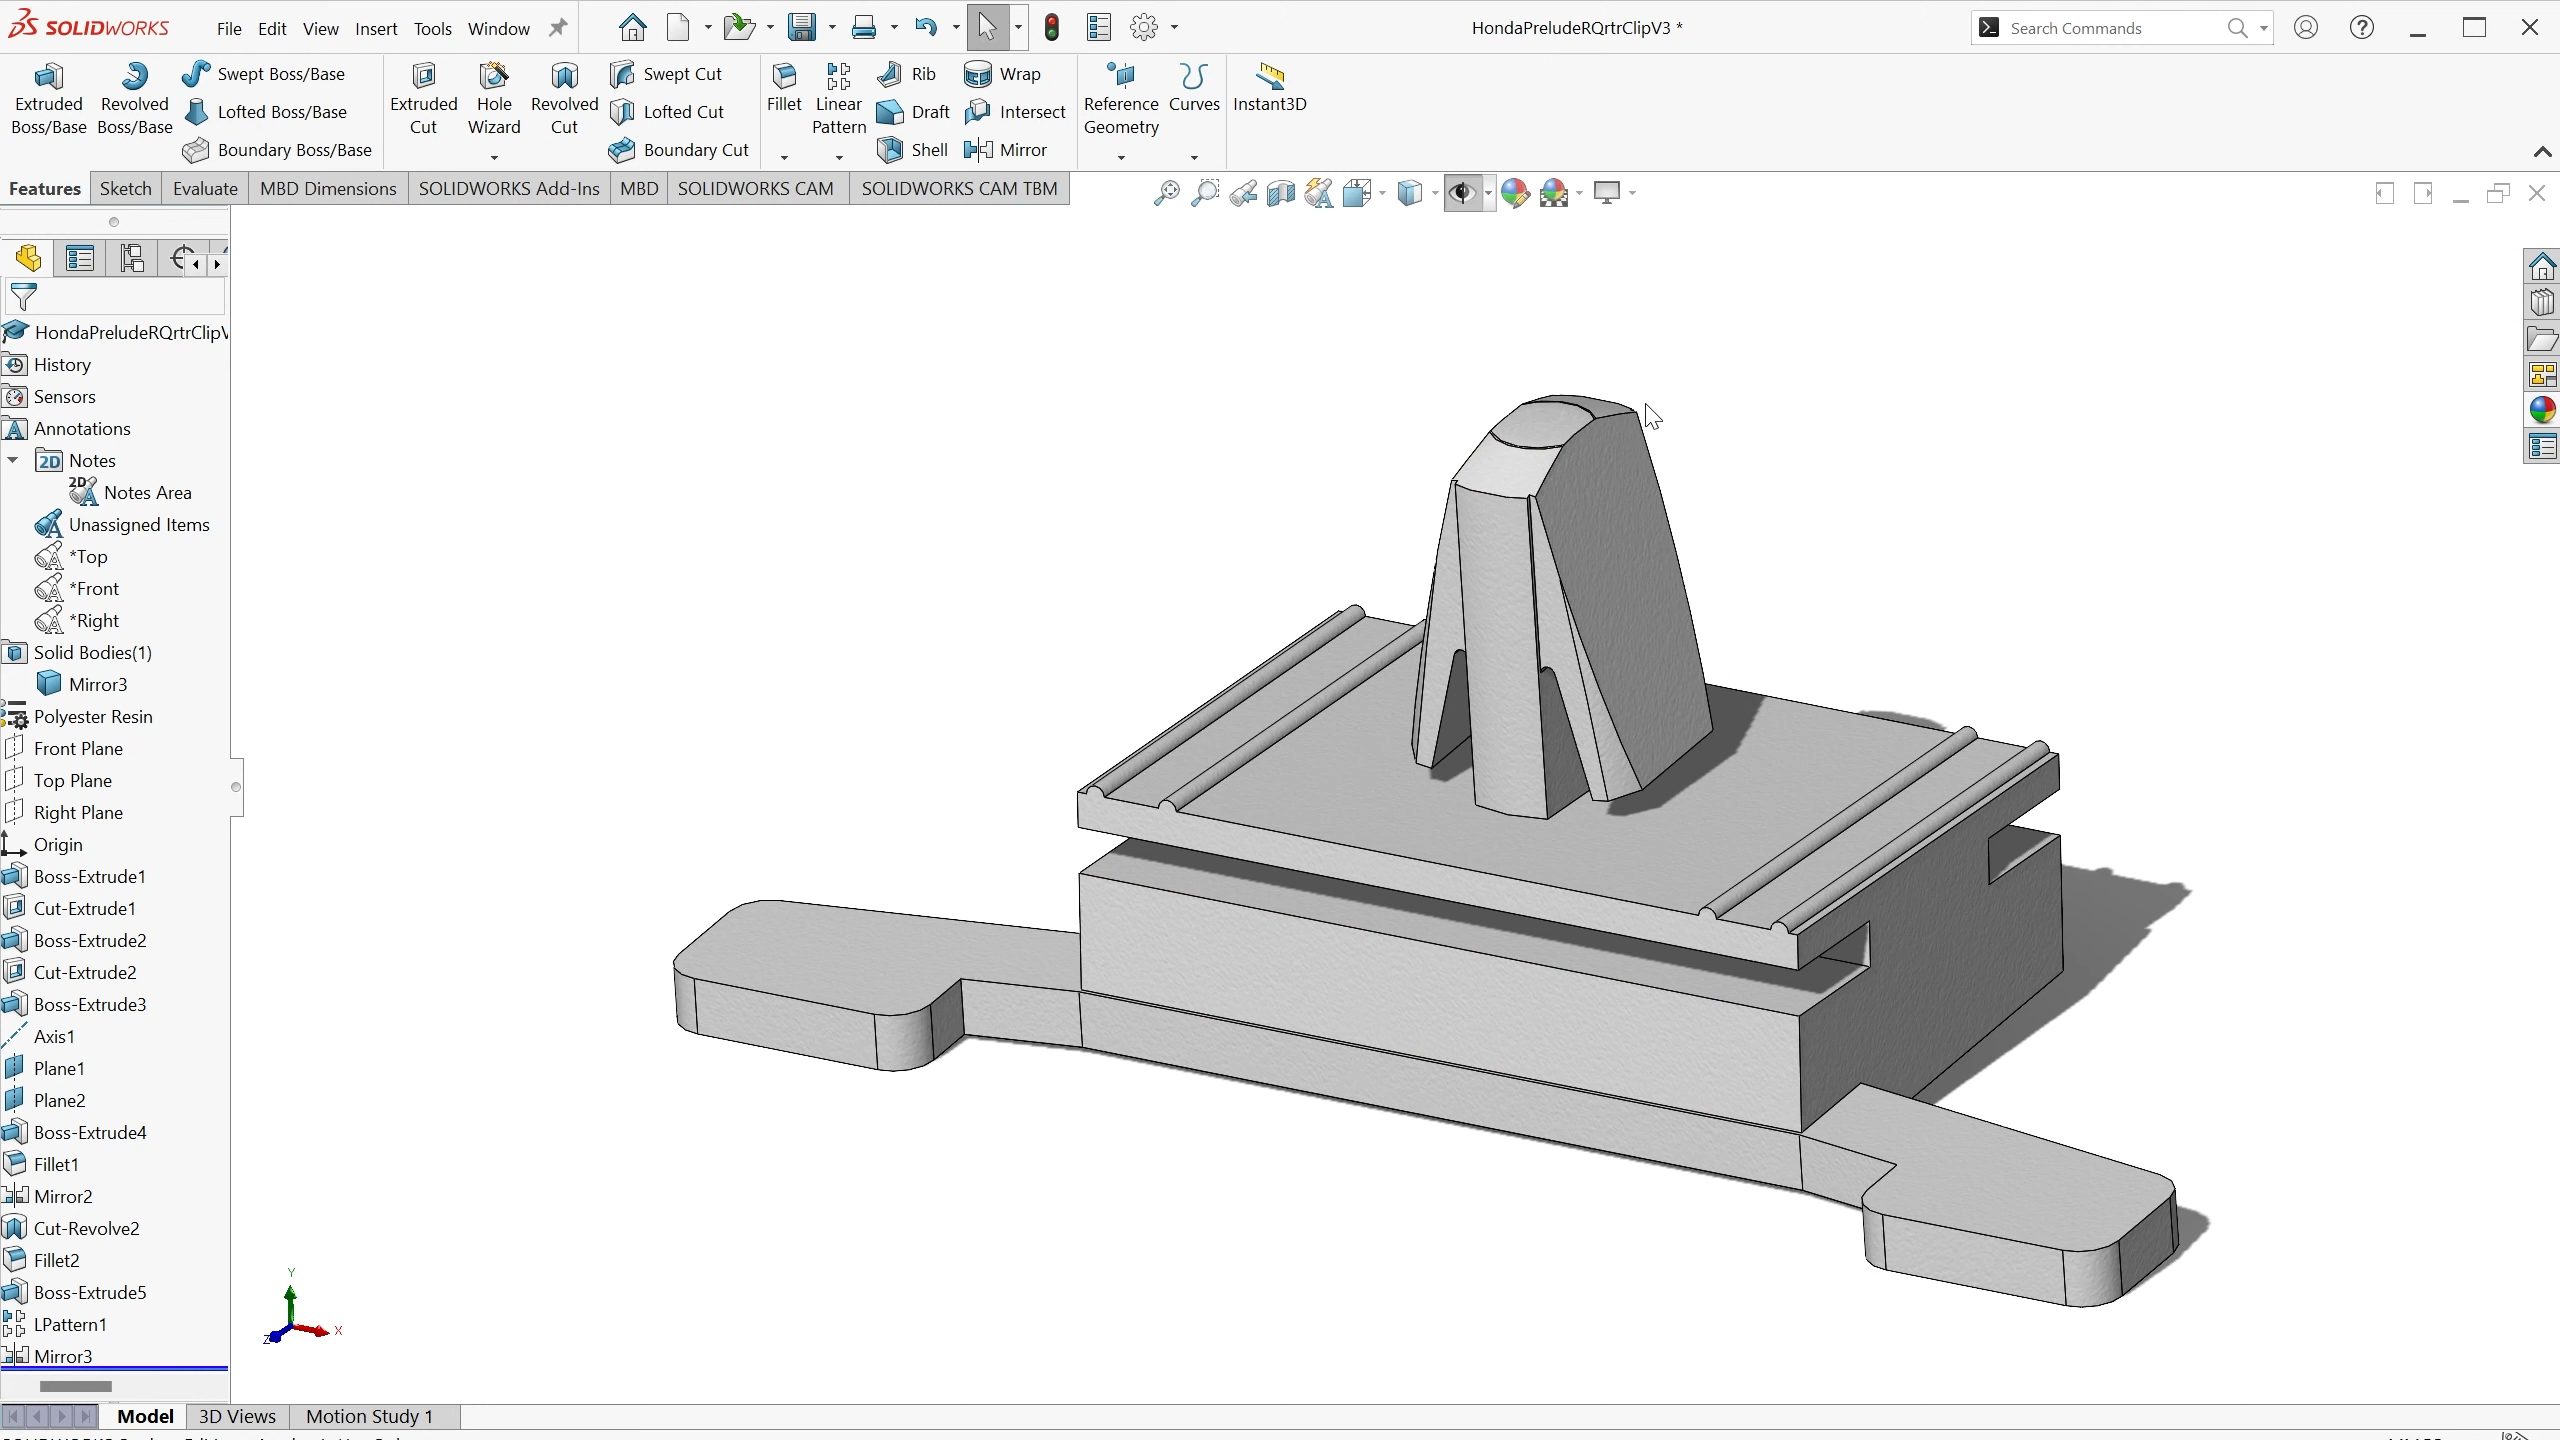 SOLIDWORKS File Edit View Insert Tools Window HondaPreludeRQrtrClipV3 * Search Commands
Extruded Boss/Base
Revolved Boss/Base
Swept Boss/Base
Lofted Boss/Base
Boundary Boss/Base
Extruded Cut
Hole Wizard
Revolved Cut
Swept Cut
Lofted Cut
Boundary Cut
Fillet
Linear Pattern
Rib
Draft
Shell
Wrap
Intersect
Mirror
Reference Geometry
Curves
Instant3D
Features Sketch Evaluate MBD Dimensions SOLIDWORKS Add-Ins MBD SOLIDWORKS CAM SOLIDWORKS CAM TBM
HondaPreludeRQrtrClipV
History
Sensors
Annotations
2D Notes
2D Notes Area
Unassigned Items
*Top
*Front
*Right
Solid Bodies(1)
Mirror3
Polyester Resin
Front Plane
Top Plane
Right Plane
Origin
Boss-Extrude1
Cut-Extrude1
Boss-Extrude2
Cut-Extrude2
Boss-Extrude3
Axis1
Plane1
Plane2
Boss-Extrude4
Fillet1
Mirror2
Cut-Revolve2
Fillet2
Boss-Extrude5
LPattern1
Mirror3
Y
X
Z
Model 3D Views Motion Study 1